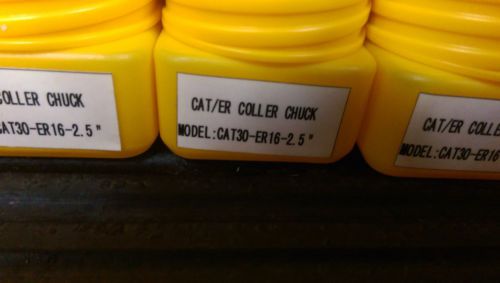 COLLER CHUCK
CAT30-ER16-2.5"
CAT/ER COLLER CHUCK
MODEL:CAT30-ER16-2.5"
CAT/ER COLLER
MODEL:CAT30-ER16